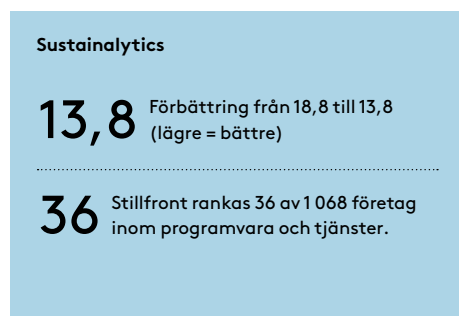 Sustainalytics
13,8 Förbättring från 18,8 till 13,8
(lägre = bättre)
36 Stillfront rankas 36 av 1 068 företag
inom programvara och tjänster.